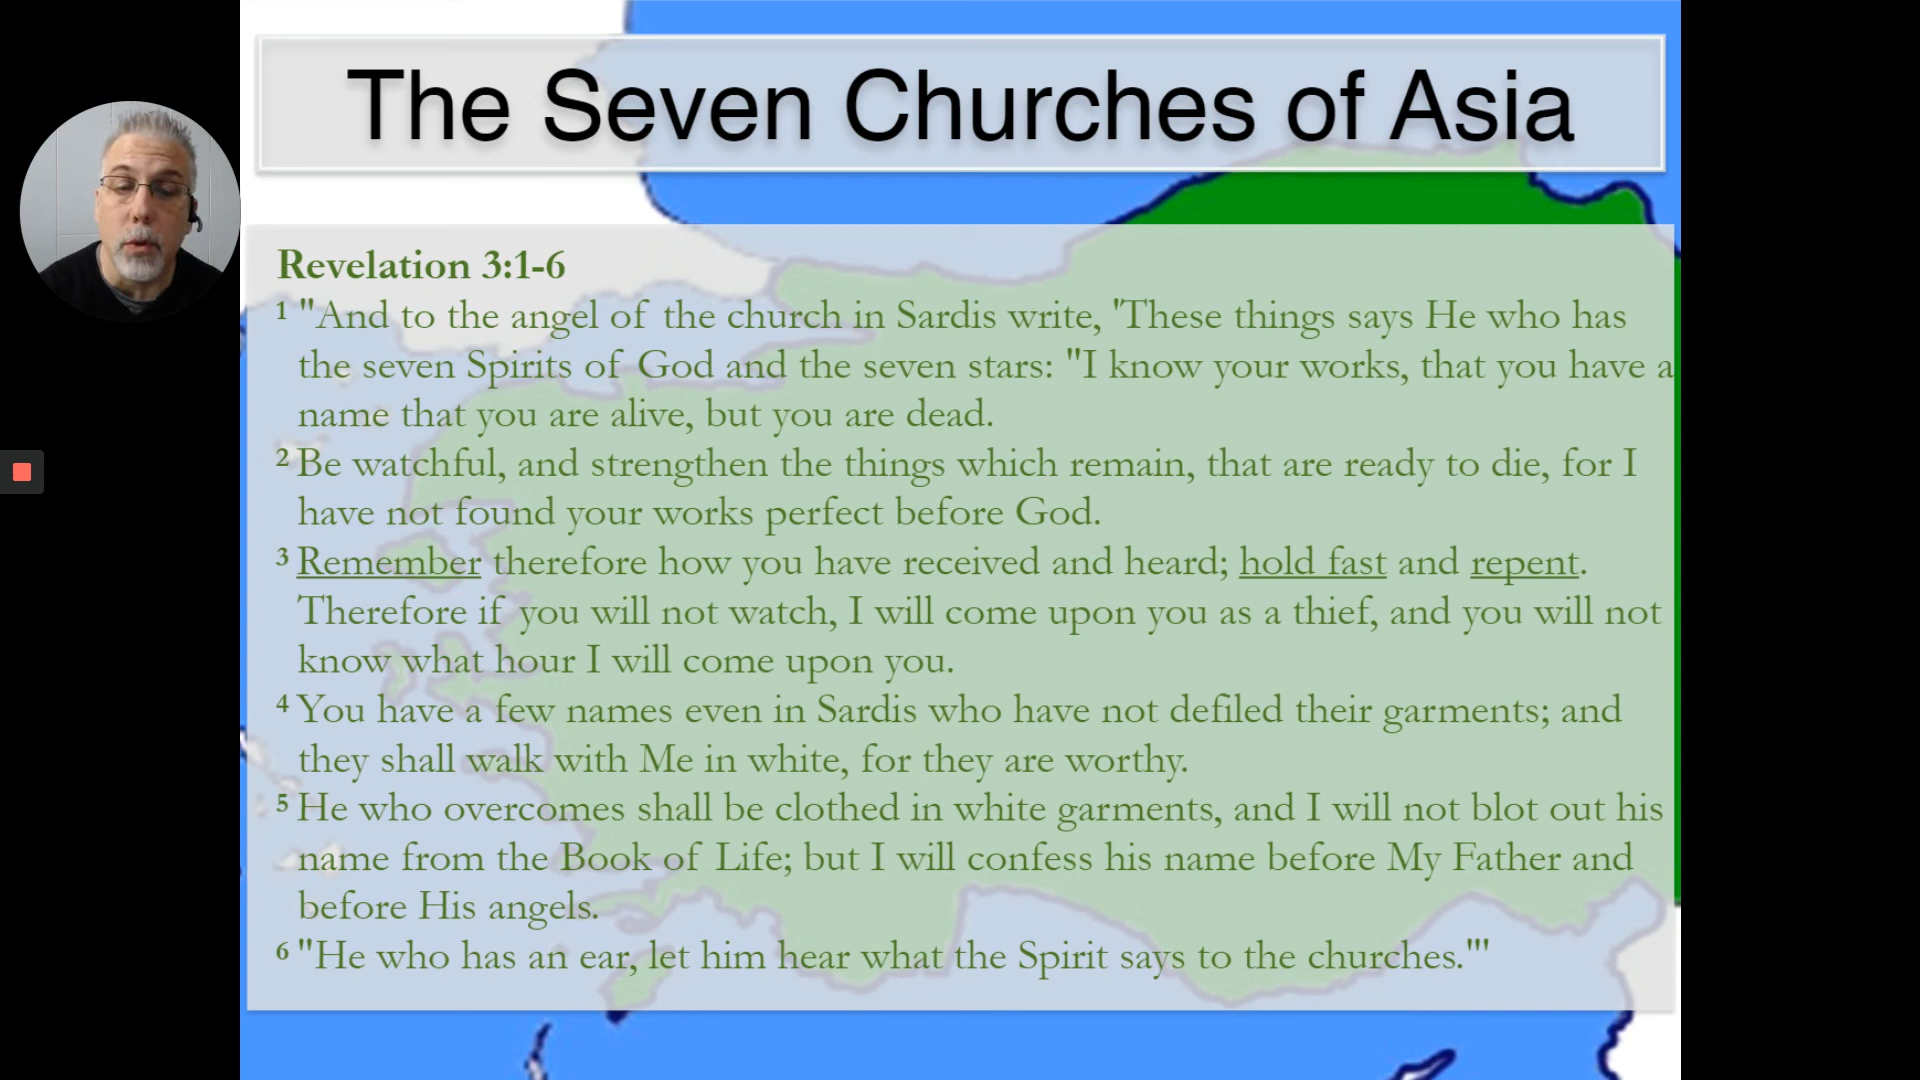 The Seven Churches of Asia
Revelation 3:1-6
1 "And to the angel of the church in Sardis write, 'These things says He who has
the seven Spirits of God and the seven stars: "I know your works, that you have a
name that you are alive, but you are dead.
2 Be watchful, and strengthen the things which remain, that are ready to die, for I
have not found your works perfect before God.
3 Remember therefore how you have received and heard; hold fast and repent.
Therefore if you will not watch, I will come upon you as a thief, and you will not
know what hour I will come upon you.
4 You have a few names even in Sardis who have not defiled their garments; and
they shall walk with Me in white, for they are worthy.
5 He who overcomes shall be clothed in white garments, and I will not blot out his
name from the Book of Life; but I will confess his name before My Father and
before His angels.
6 "He who has an ear, let him hear what the Spirit says to the churches."'"